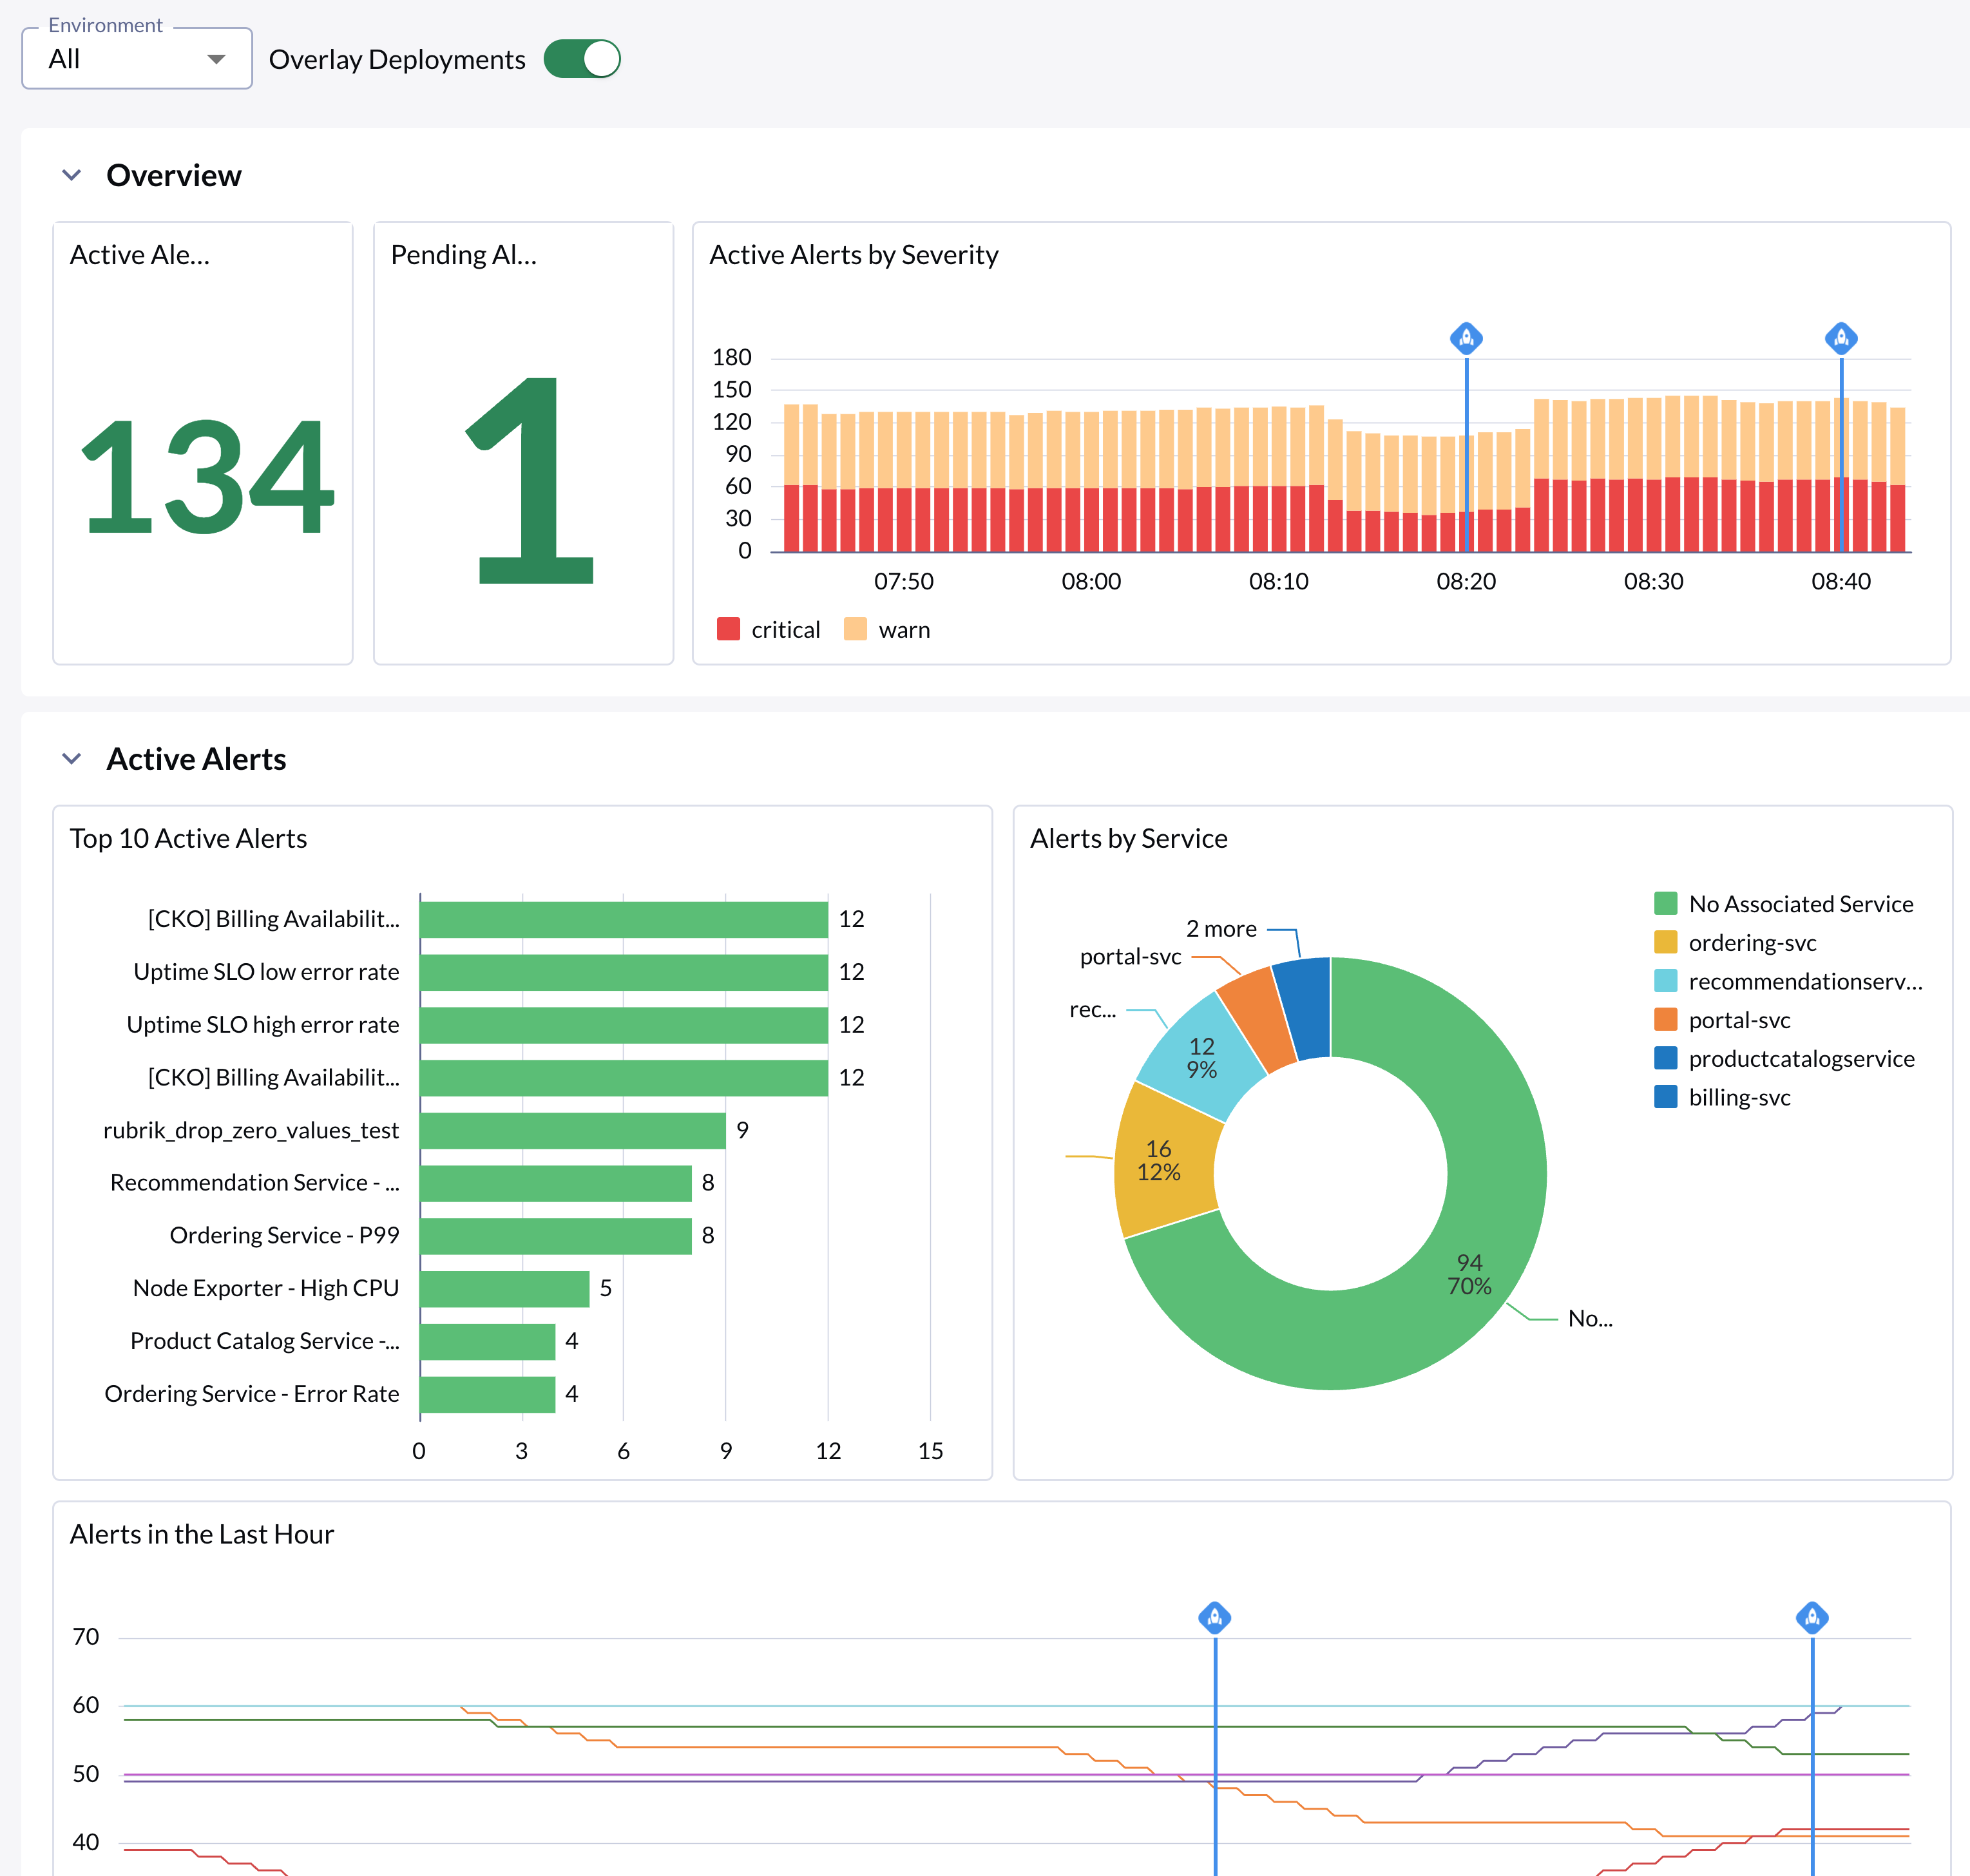 Environment
All
Overlay Deployments
Overview
Active Ale...
134
Pending Al...
1
Active Alerts by Severity
180
150
120
90
60
30
0
07:50 08:00 08:10 08:20 08:30 08:40
critical warn
Active Alerts
Top 10 Active Alerts
[CKO] Billing Availabilit... 12
Uptime SLO low error rate 12
Uptime SLO high error rate 12
[CKO] Billing Availabilit... 12
rubrik_drop_zero_values_test 9
Recommendation Service - ... 8
Ordering Service - P99 8
Node Exporter - High CPU 5
Product Catalog Service -... 4
Ordering Service - Error Rate 4
0 3 6 9 12 15
Alerts by Service
2 more
portal-svc
rec...
12
9%
16
12%
94
70%
No...
No Associated Service
ordering-svc
recommendationserv...
portal-svc
productcatalogservice
billing-svc
Alerts in the Last Hour
70
60
50
40